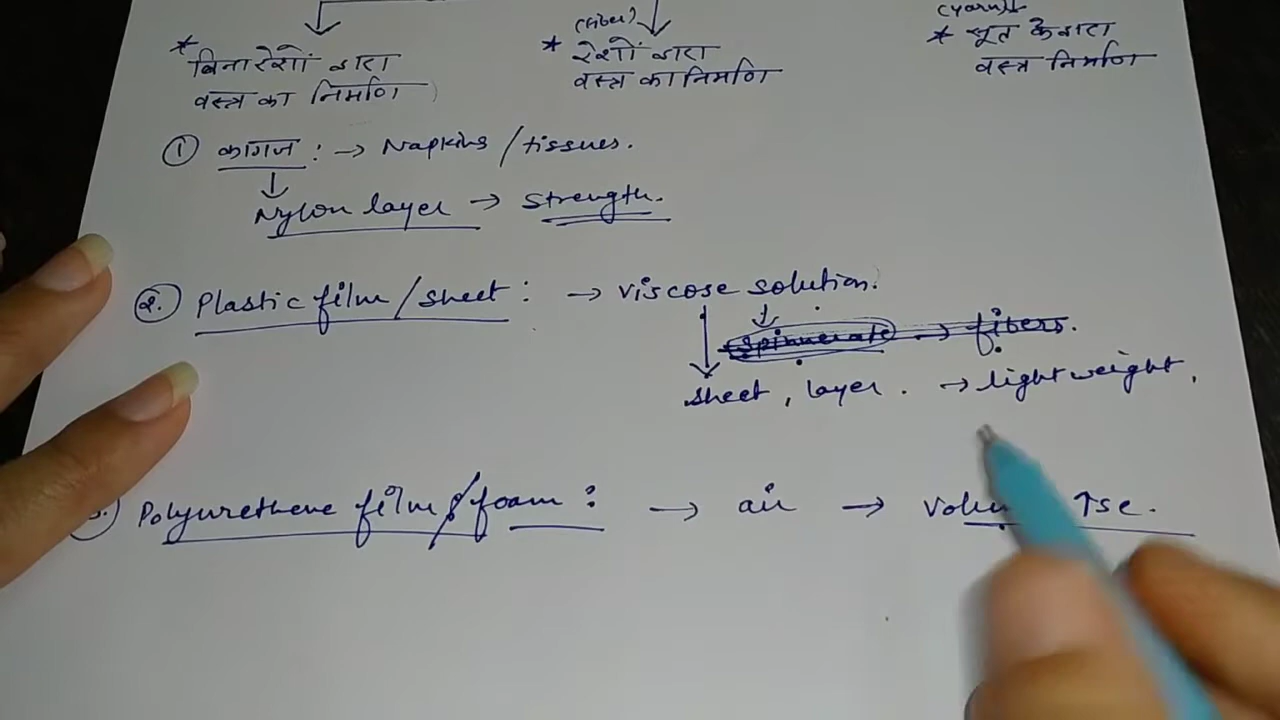 (Fiber)
(Yarn)
* बिना रेशों द्वारा
वस्त्र का निर्माण
* रेशों द्वारा
वस्त्र का निर्माण
* सूत के द्वारा
वस्त्र निर्माण
① कागज : → Napkins / tissues.
Nylon layer → strength.
②. Plastic film / sheet : → viscose solution.
→ fibers.
sheet, layer. → light weight,
Polyurethene film / foam : → air → ↑se.